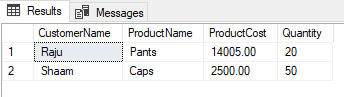 Results Messages
CustomerName ProductName ProductCost Quantity
1 Raju Pants 14005.00 20
2 Shaam Caps 2500.00 50